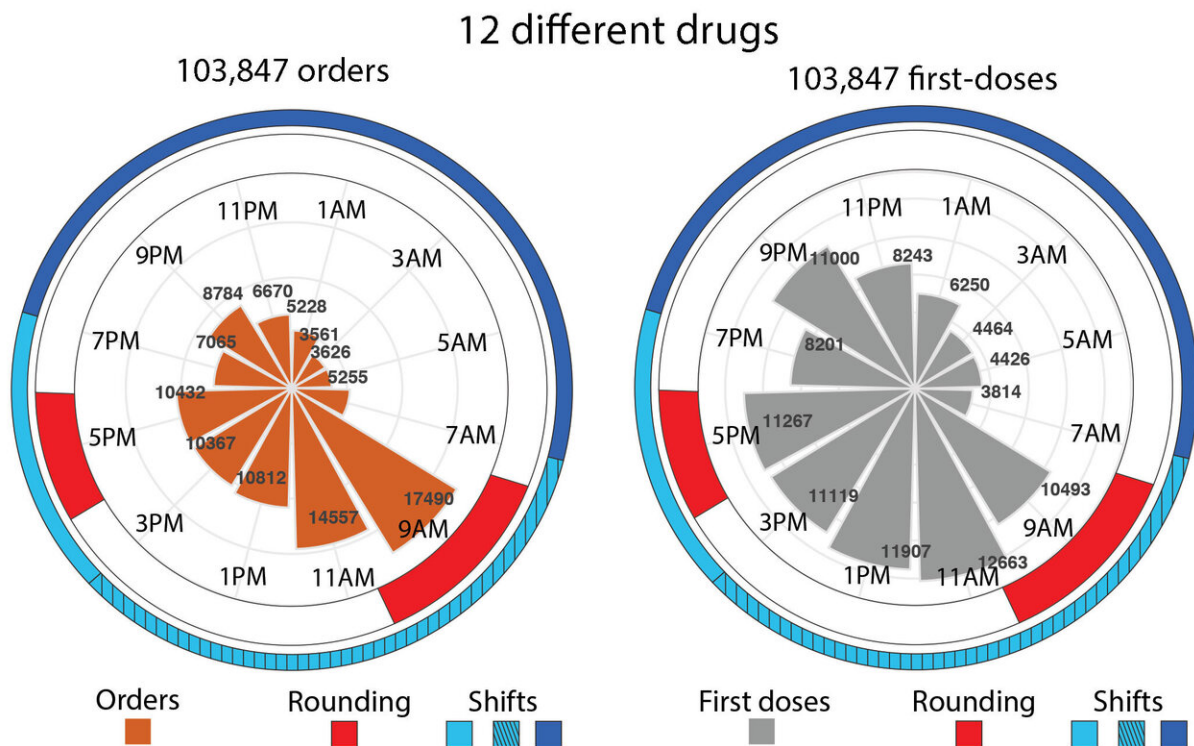 12 different drugs
103,847 orders
103,847 first-doses
11PM
1AM
9PM
3AM
8784
6670
5228
7PM
7065
3561
3626
5AM
5255
10432
5PM
10367
7AM
10812
17490
14557
9AM
3PM
1PM
11AM
11PM
1AM
9PM
11000
8243
3AM
6250
7PM
8201
4464
5AM
4426
3814
5PM
11267
7AM
11119
10493
3PM
9AM
11907
12663
1PM
11AM
Orders
Rounding
Shifts
First doses
Rounding
Shifts